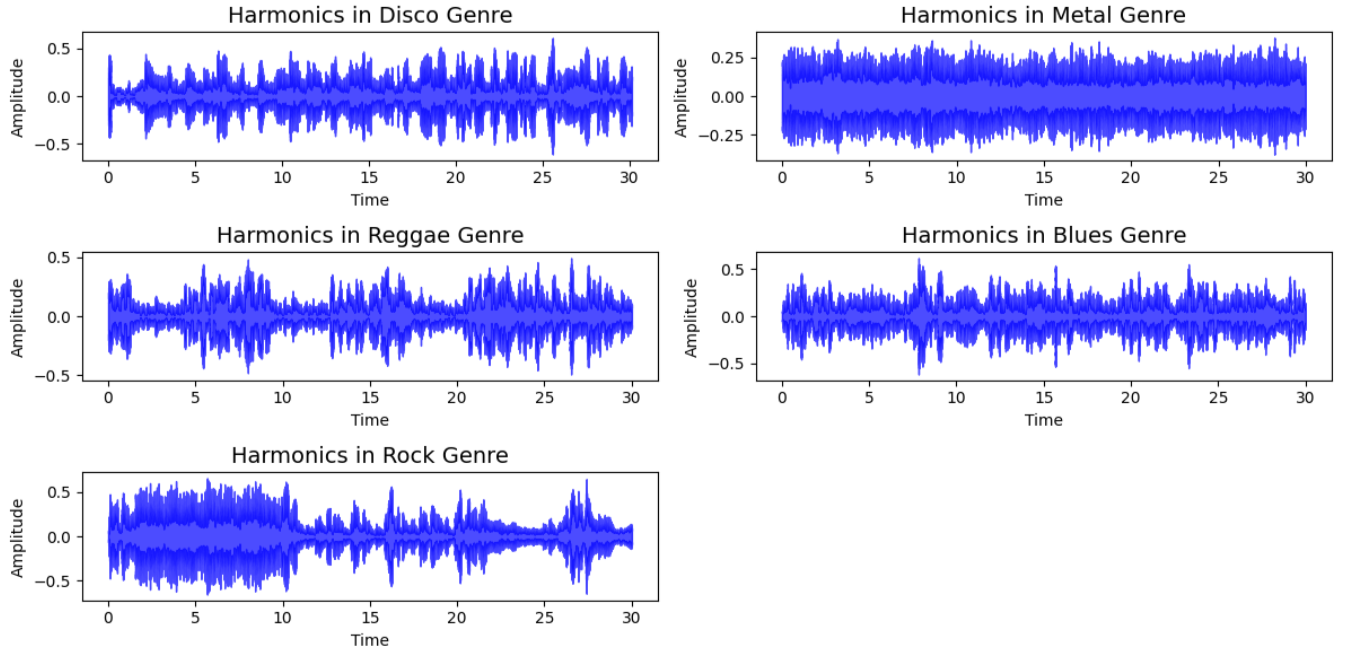 Harmonics in Disco Genre
0.5
0.0
−0.5
Amplitude
0 5 10 15 20 25 30
Time
Harmonics in Metal Genre
0.25
0.00
−0.25
Amplitude
0 5 10 15 20 25 30
Time
Harmonics in Reggae Genre
0.5
0.0
−0.5
Amplitude
0 5 10 15 20 25 30
Time
Harmonics in Blues Genre
0.5
0.0
−0.5
Amplitude
0 5 10 15 20 25 30
Time
Harmonics in Rock Genre
0.5
0.0
−0.5
Amplitude
0 5 10 15 20 25 30
Time